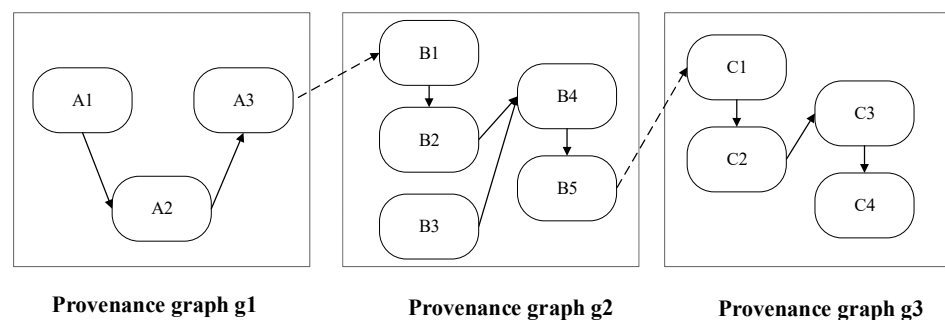 A1
A2
A3
B1
B2
B3
B4
B5
C1
C2
C3
C4
Provenance graph g1
Provenance graph g2
Provenance graph g3